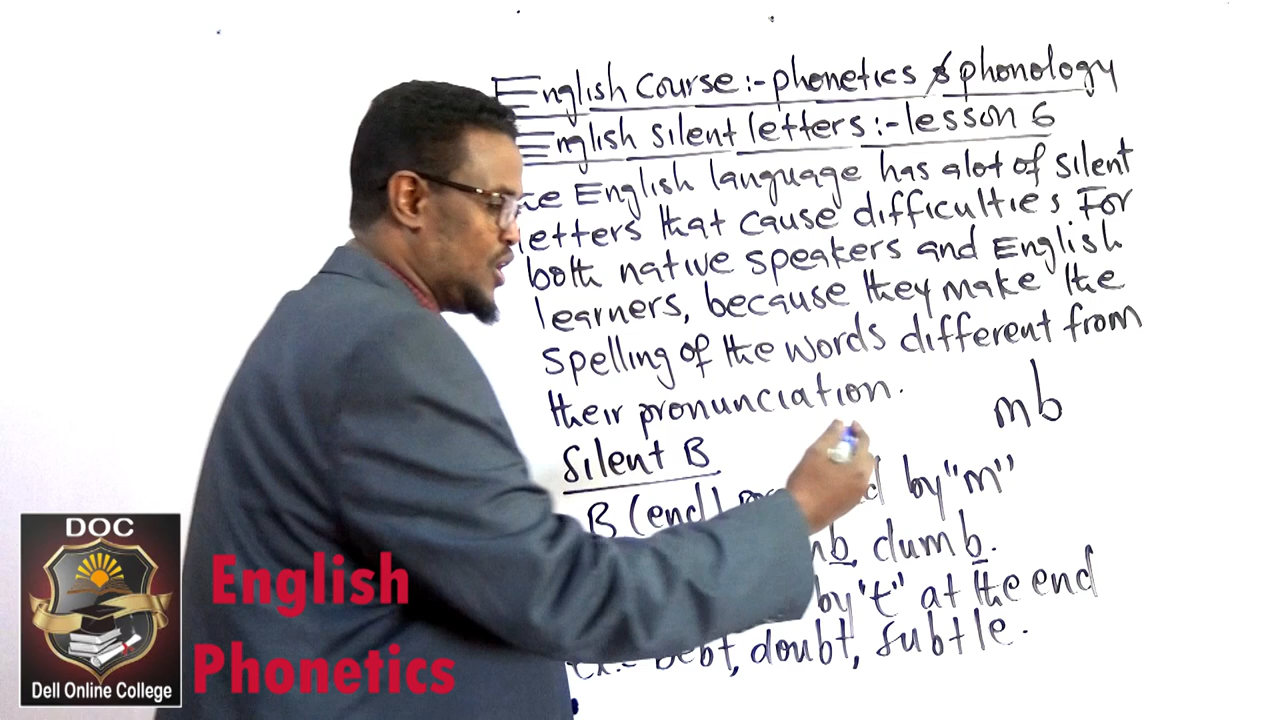 English Course:- phonetics & phonology
English silent letters:- lesson 6
English language has a lot of silent
letters that cause difficulties For
both native speakers and English
learners, because they make the
spelling of the words different from
their pronunciation.
mb
Silent B
B (end) by "m"
dumb.
by "t" at the end
debt, doubt, subtle.
DOC
Dell Online College
English
Phonetics